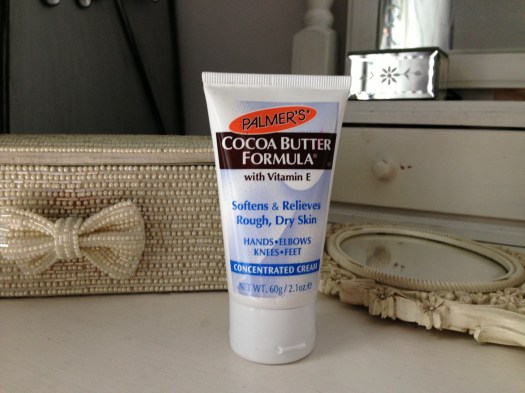 PALMER'S®
COCOA BUTTER
FORMULA®
with Vitamin E
Softens & Relieves
Rough, Dry Skin
HANDS•ELBOWS
KNEES•FEET
CONCENTRATED CREAM
NET WT. 60g/2.1oz.e